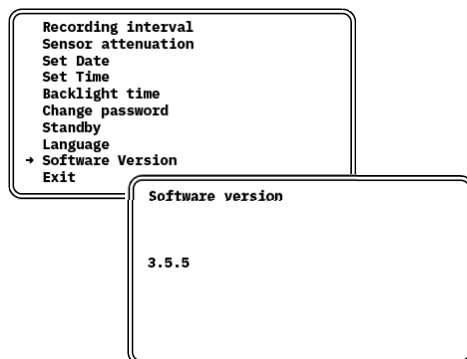 Recording interval
Sensor attenuation
Set Date
Set Time
Backlight time
Change password
Standby
Language
→ Software Version
Exit
Software version
3.5.5